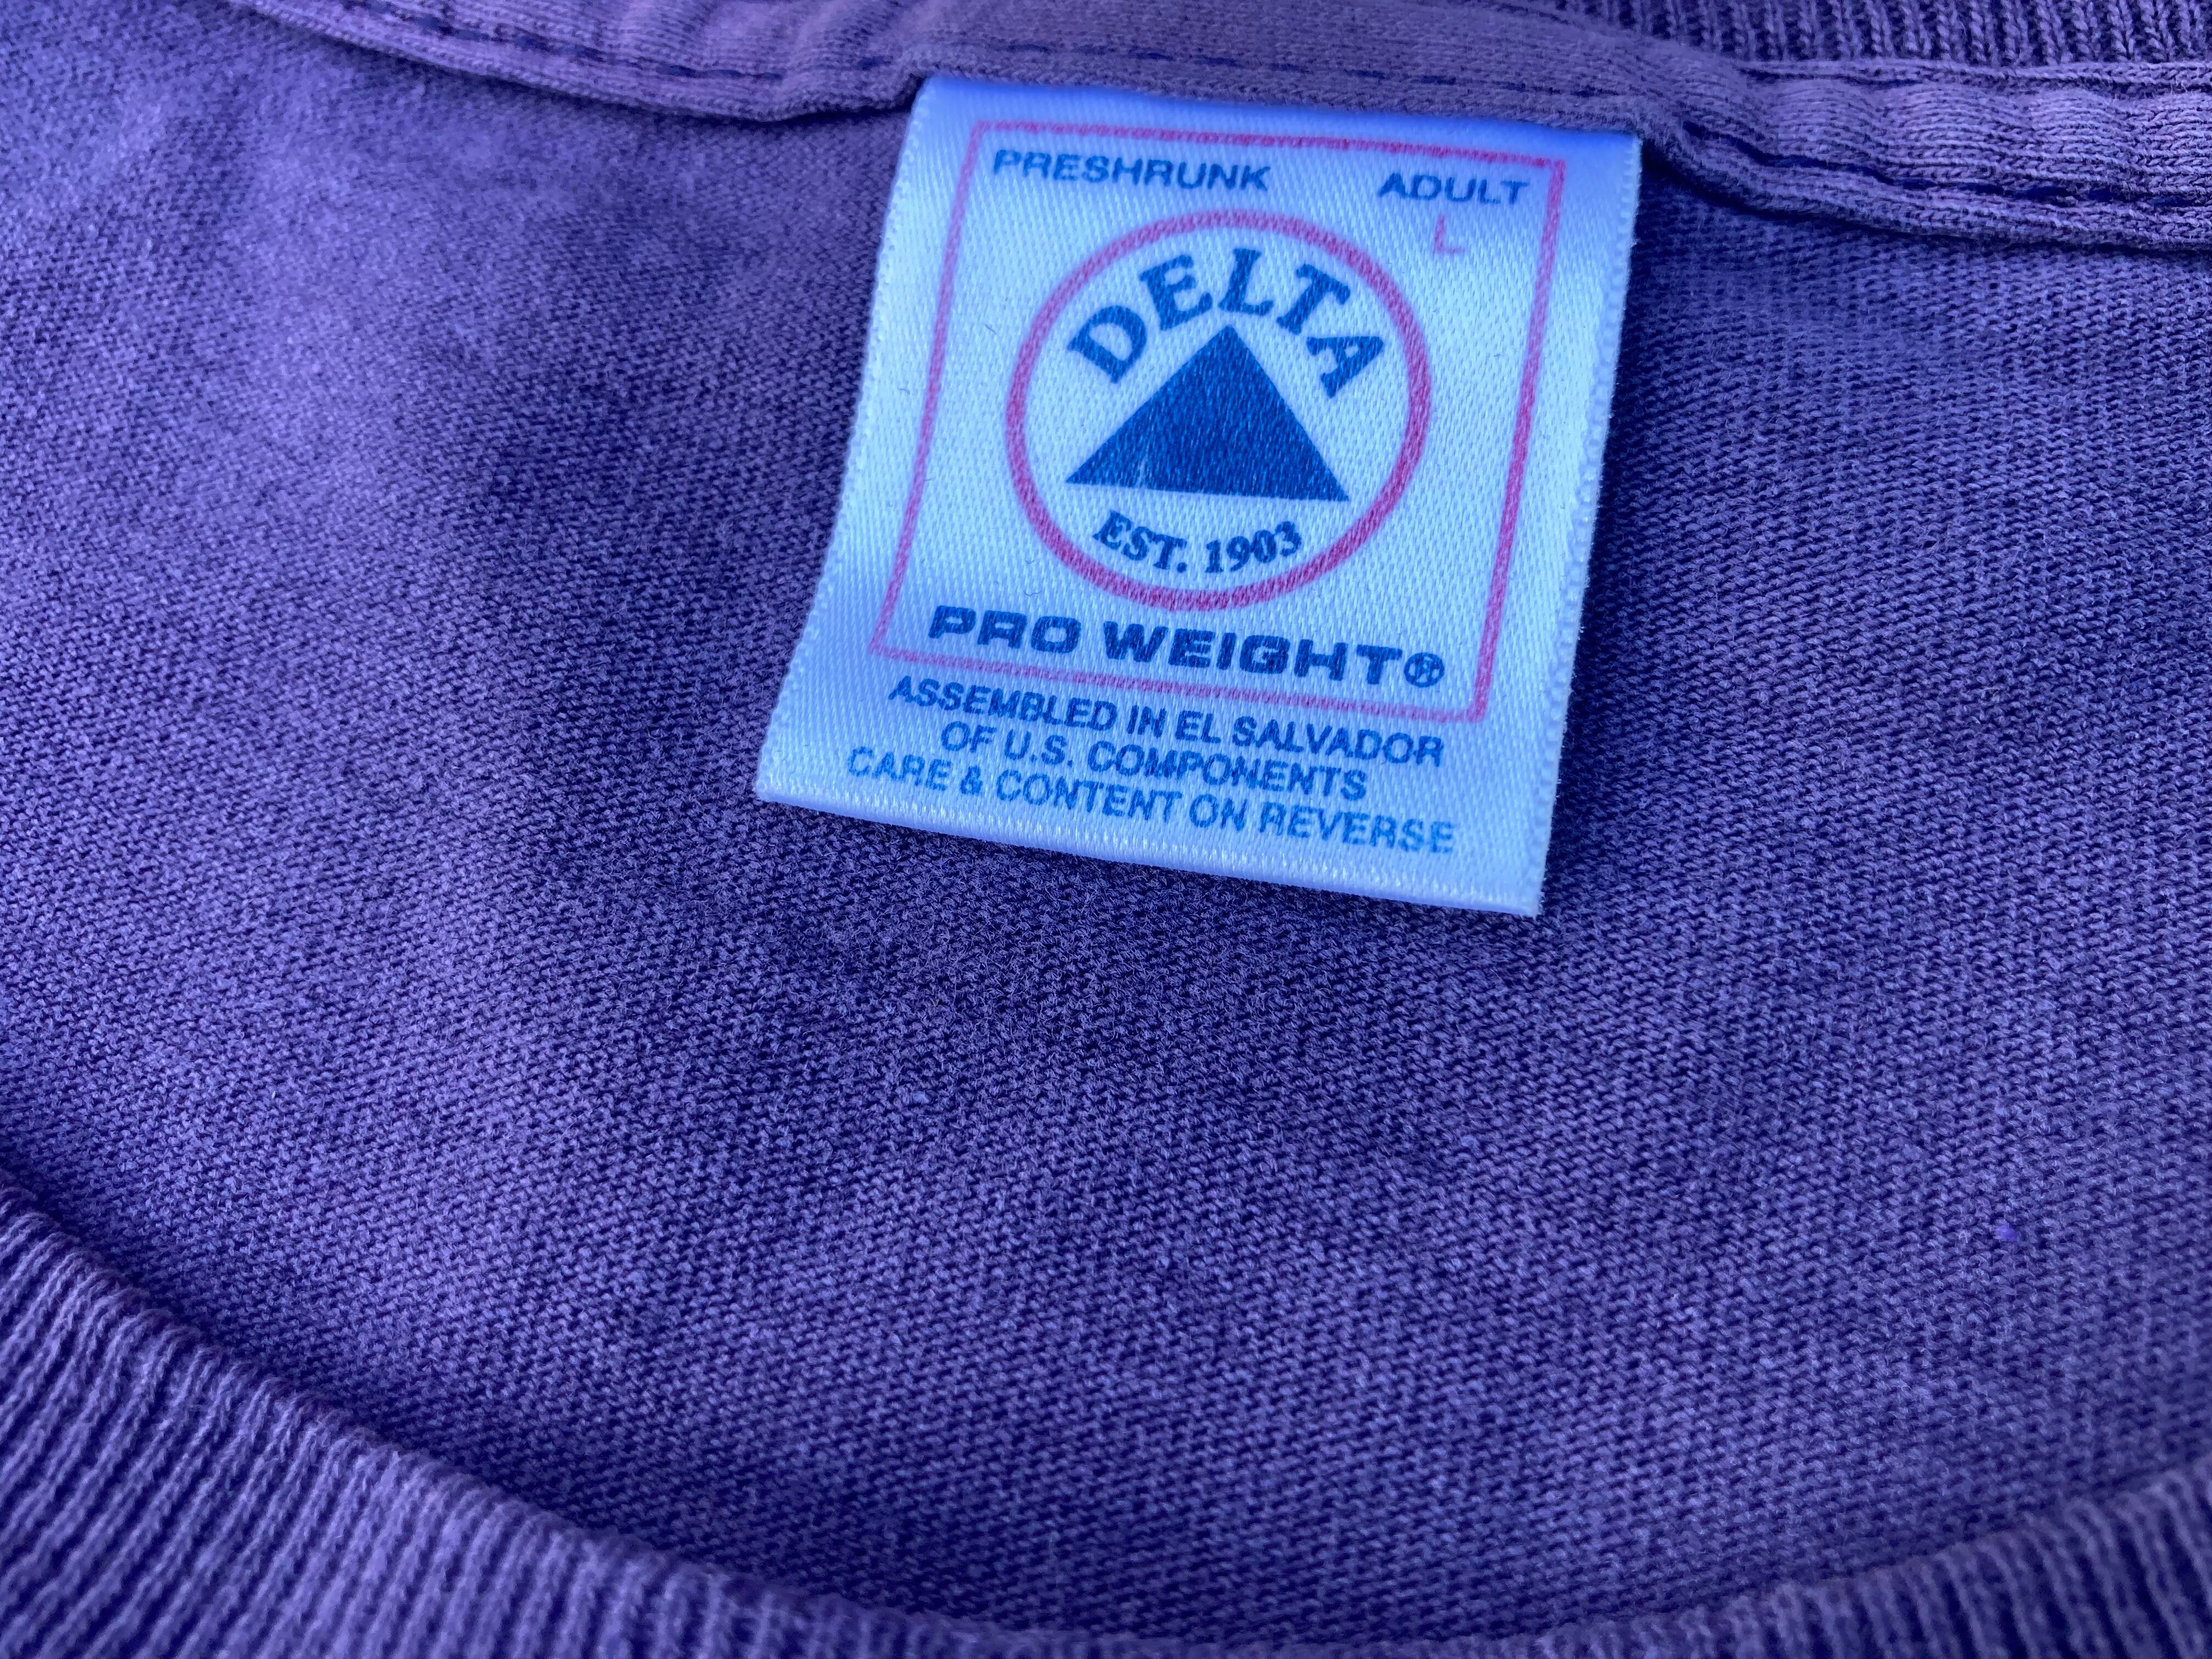 PRESHRUNK ADULT
L
DELTA
EST. 1903
PRO WEIGHT®
ASSEMBLED IN EL SALVADOR
OF U.S. COMPONENTS
CARE & CONTENT ON REVERSE